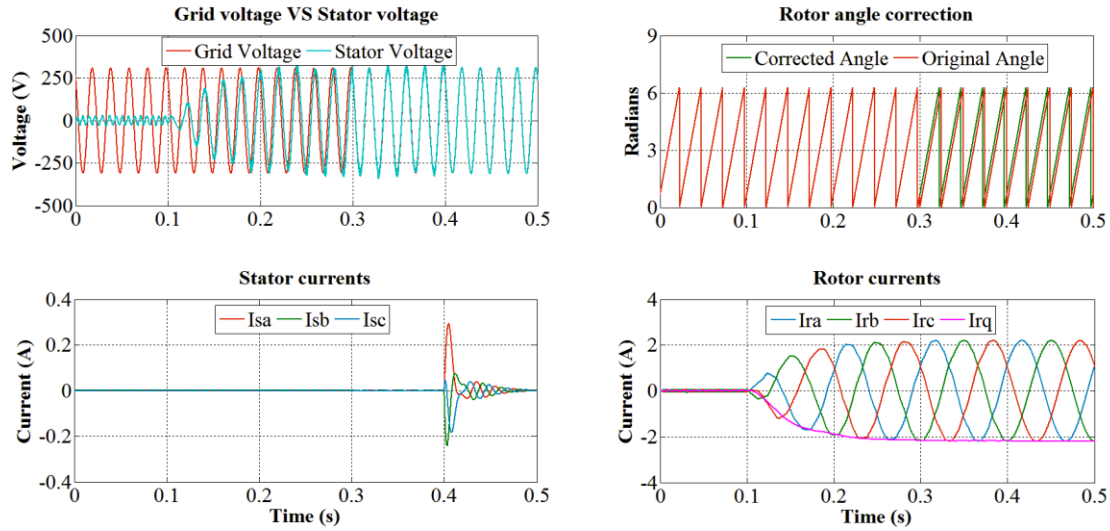 Grid voltage VS Stator voltage
500
250
0
-250
-500
Voltage (V)
Grid Voltage Stator Voltage
0 0.1 0.2 0.3 0.4 0.5
Rotor angle correction
9
6
3
0
Radians
Corrected Angle Original Angle
0 0.1 0.2 0.3 0.4 0.5
Stator currents
0.4
0.2
0
-0.2
-0.4
Current (A)
Isa Isb Isc
0 0.1 0.2 0.3 0.4 0.5
Time (s)
Rotor currents
4
2
0
-2
-4
Current (A)
Ira Irb Irc Irq
0 0.1 0.2 0.3 0.4 0.5
Time (s)